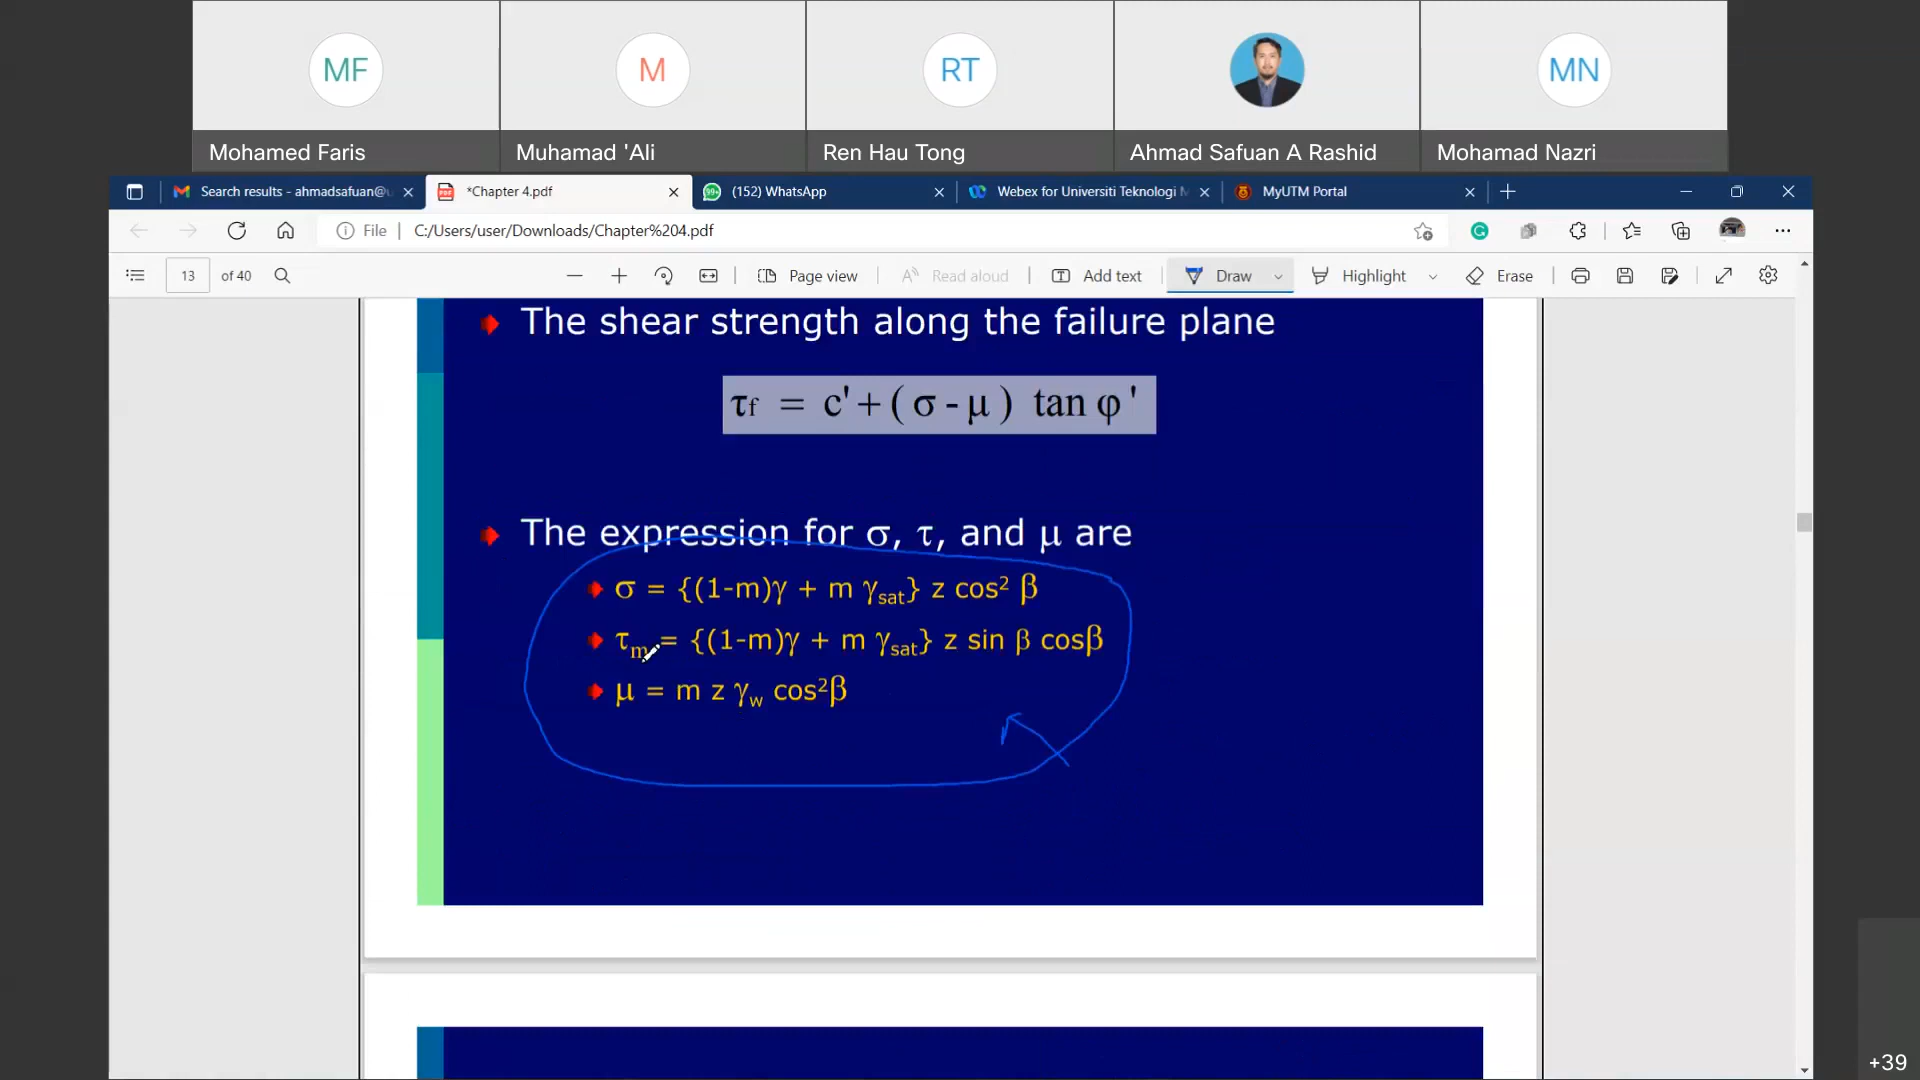 MF
M
RT
MN
Mohamed Faris
Muhamad 'Ali
Ren Hau Tong
Ahmad Safuan A Rashid
Mohamad Nazri
Search results - ahmadsafuan@u
*Chapter 4.pdf
99+
(152) WhatsApp
Webex for Universiti Teknologi M
MyUTM Portal
File
C:/Users/user/Downloads/Chapter%204.pdf
13 of 40
Page view
Read aloud
Add text
Draw
Highlight
Erase
The shear strength along the failure plane
τf = c'+(σ-μ) tan φ'
The expression for σ, τ, and μ are
σ = {(1-m)γ + m γsat} z cos² β
τm = {(1-m)γ + m γsat} z sin β cosβ
μ = m z γw cos²β
+39